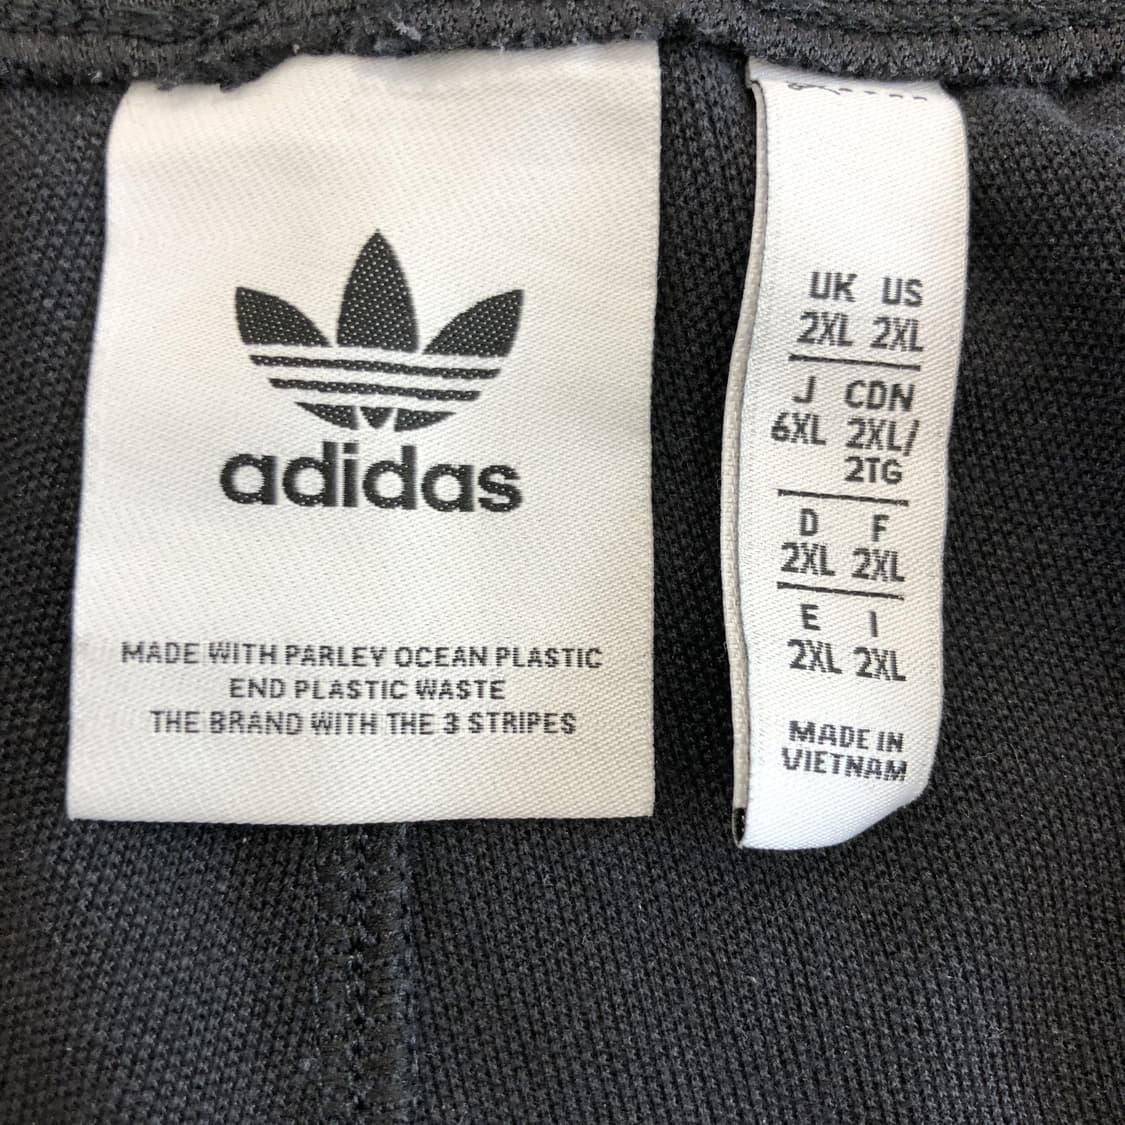 adidas
MADE WITH PARLEY OCEAN PLASTIC
END PLASTIC WASTE
THE BRAND WITH THE 3 STRIPES
UK US
2XL 2XL
J CDN
6XL 2XL/
2TG
D F
2XL 2XL
E I
2XL 2XL
MADE IN
VIETNAM